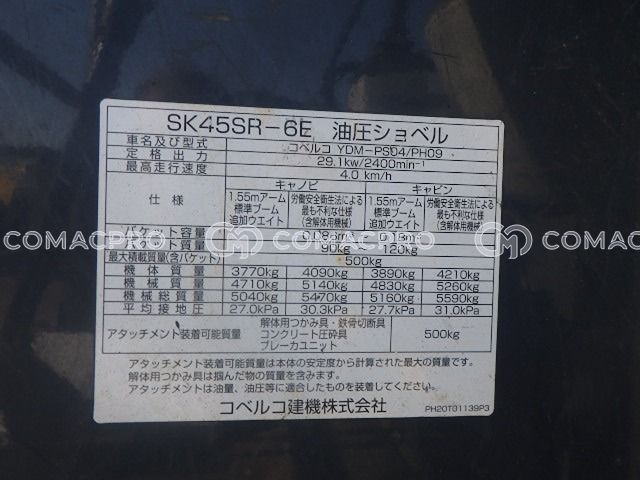 SK45SR-6E 油圧ショベル
車名及び型式 コベルコ YDM-PS04/PH09
定格出力 29.1kw/2400min⁻¹
最高走行速度 4.0 km/h
仕様 キャノピ キャビン
1.55mアーム 労働安全衛生法による 1.55mアーム 労働安全衛生法による
標準ブーム 最も不利な仕様 標準ブーム 最も不利な仕様
追加ウエイト (含解体用機械) 追加ウエイト (含解体用機械)
バケット容量
バケット質量 90kg ~ 120kg
最大積載質量(含バケット) 500kg
機体質量 3770kg 4090kg 3890kg 4210kg
機械質量 4710kg 5140kg 4830kg 5260kg
機械総質量 5040kg 5470kg 5160kg 5590kg
平均接地圧 27.0kPa 30.3kPa 27.7kPa 31.0kPa
アタッチメント装着可能質量 解体用つかみ具・鉄骨切断具 500kg
コンクリート圧砕具
ブレーカユニット
アタッチメント装着可能質量は本体の安定度から計算された最大の質量です。
解体用つかみ具は掴んだ物の質量を含みます。
アタッチメントは油量、油圧等に適合したものを装着してください。
コベルコ建機株式会社
PH20T01139P3
COMACPRO COMACPRO COMACPRO